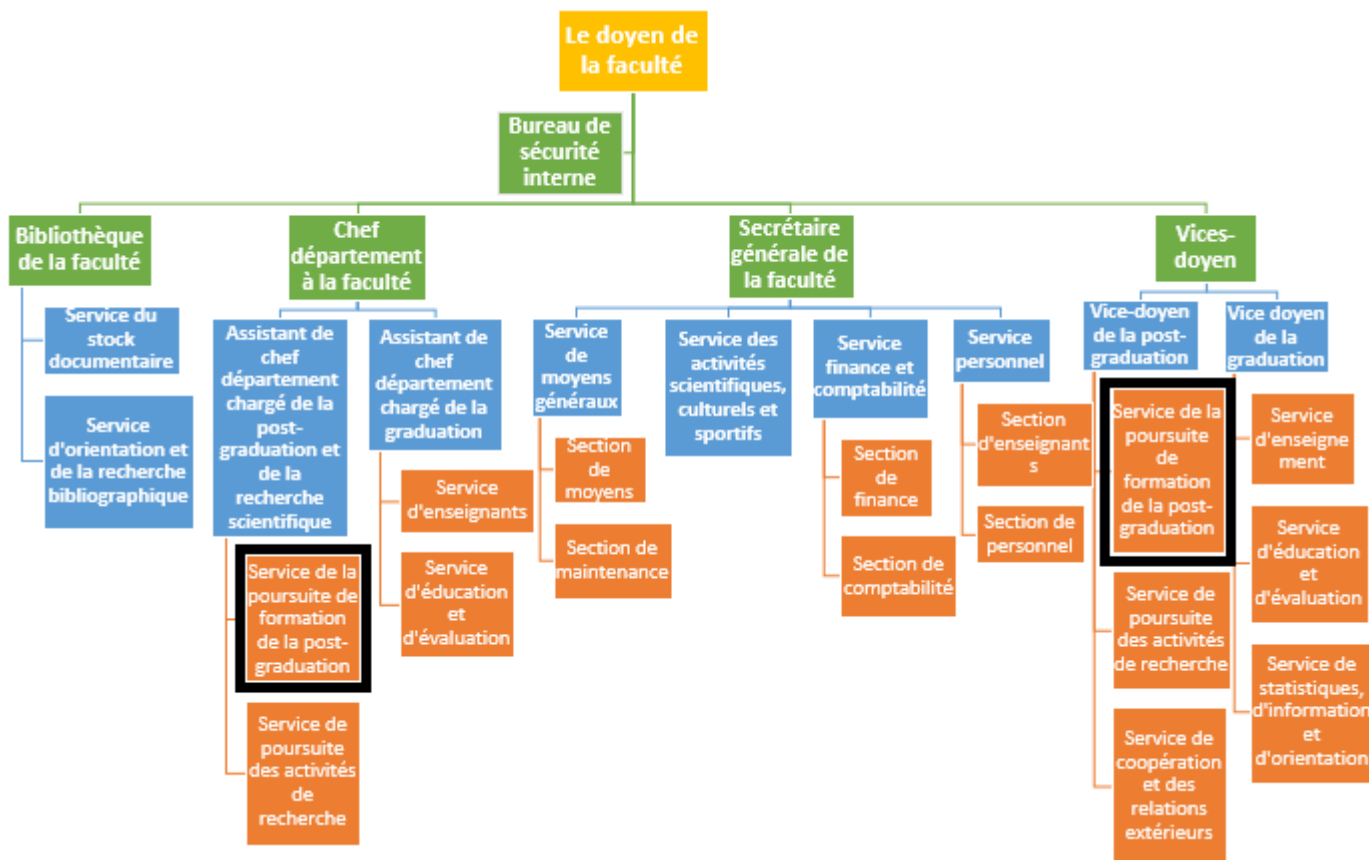 Le doyen de
la faculté
Bureau de
sécurité
interne
Bibliothèque
de la faculté
Chef
département
à la faculté
Secrétaire
générale de
la faculté
Vices-
doyen
Service du
stock
documentaire
Service
d'orientation et
de la recherche
bibliographique
Assistant de
chef
département
chargé de la
post-
graduation et
de la
recherche
scientifique
Service de la
poursuite de
formation
de la post-
graduation
Service de
poursuite
des activités
de
recherche
Assistant de
chef
département
chargé de la
graduation
Service
d'enseignants
Service
d'éducation
et
d'évaluation
Service
de
moyens
généraux
Section
de
moyens
Section de
maintenance
Service des
activités
scientifiques,
culturels et
sportifs
Service
finance et
comptabilité
Section
de
finance
Section de
comptabilité
Service
personnel
Section
d'enseignant
s
Section de
personnel
Vice-doyen
de la post-
graduation
Service de la
poursuite
de
formation
de la post-
graduation
Service de
poursuite
des activités
de recherche
Service de
coopération
et des
relations
extérieurs
Vice doyen
de la
graduation
Service
d'enseigne
ment
Service
d'éducation
et
d'évaluation
Service de
statistiques,
d'information
et
d'orientation